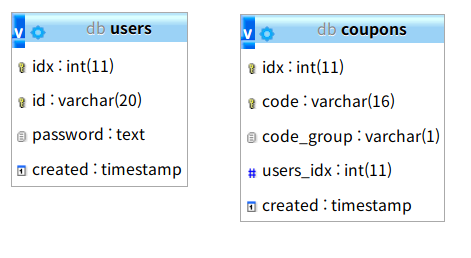 v db users
idx : int(11)
id : varchar(20)
password : text
created : timestamp
v db coupons
idx : int(11)
code : varchar(16)
code_group : varchar(1)
# users_idx : int(11)
created : timestamp